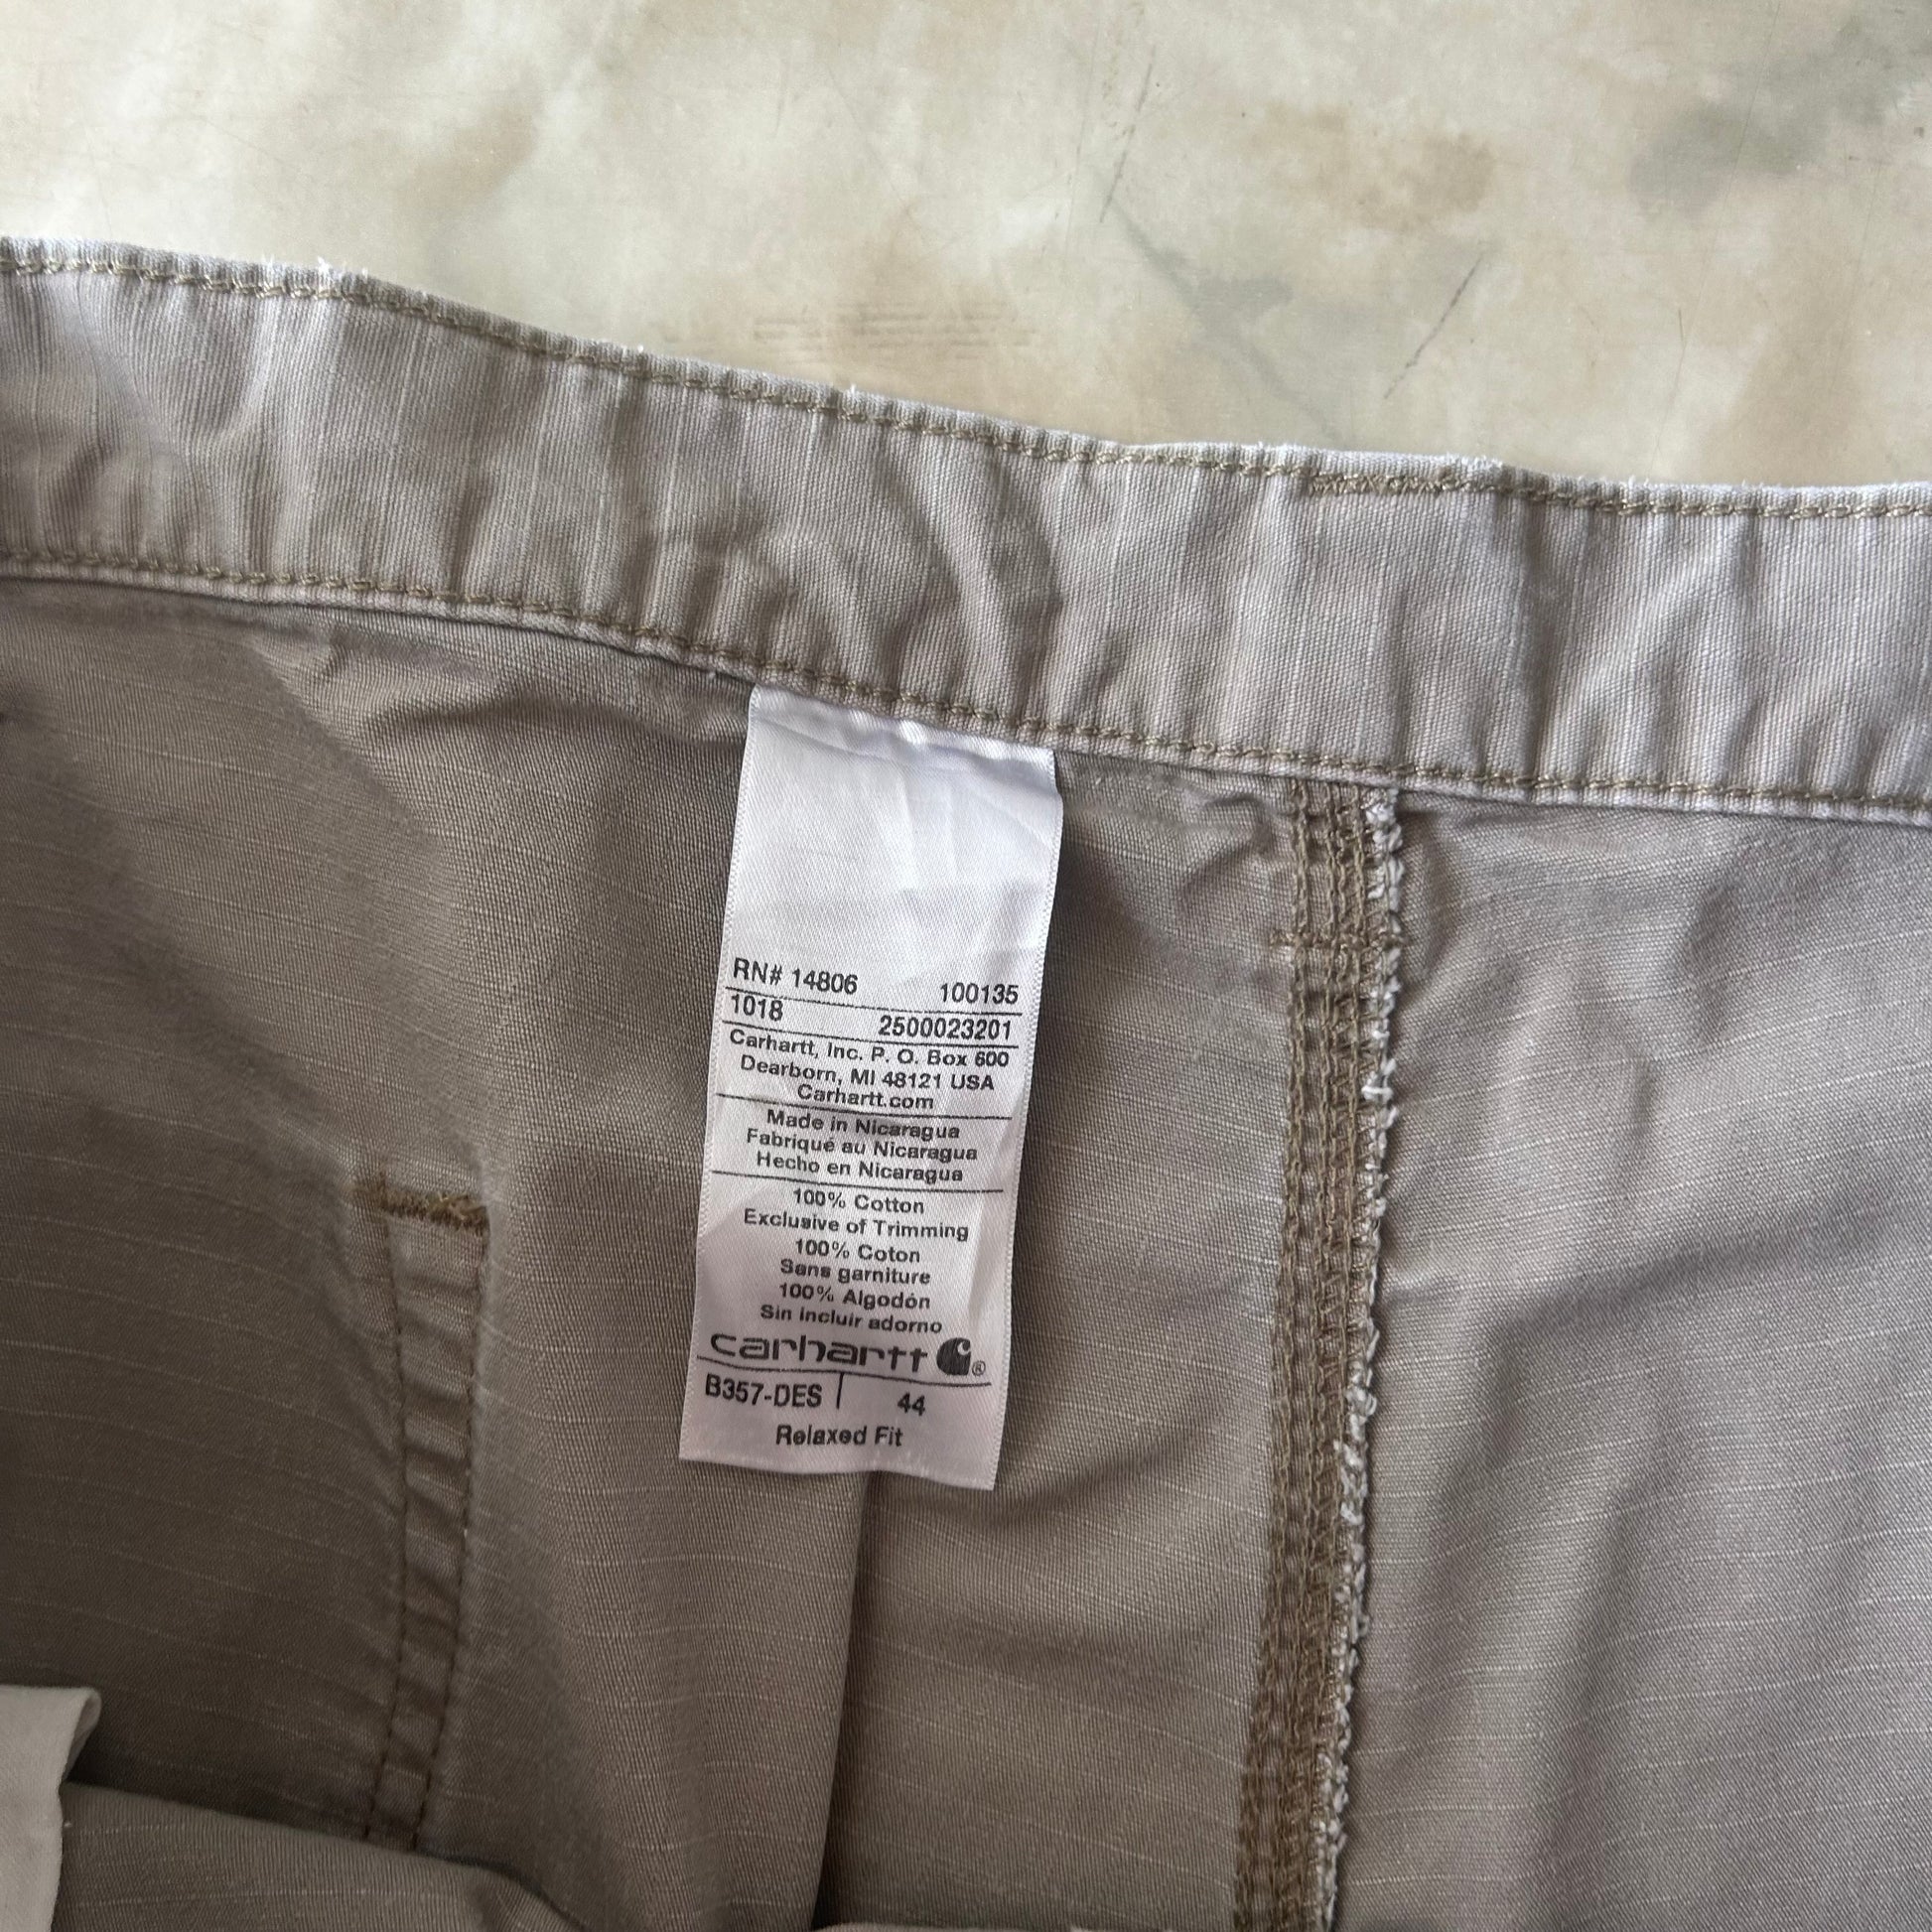 RN# 14806 100135
1018 2500023201
Carhartt, Inc. P. O. Box 600
Dearborn, MI 48121 USA
Carhartt.com
Made in Nicaragua
Fabriqué au Nicaragua
Hecho en Nicaragua
100% Cotton
Exclusive of Trimming
100% Coton
Sans garniture
100% Algodón
Sin incluir adorno
carhartt ®
B357-DES | 44
Relaxed Fit